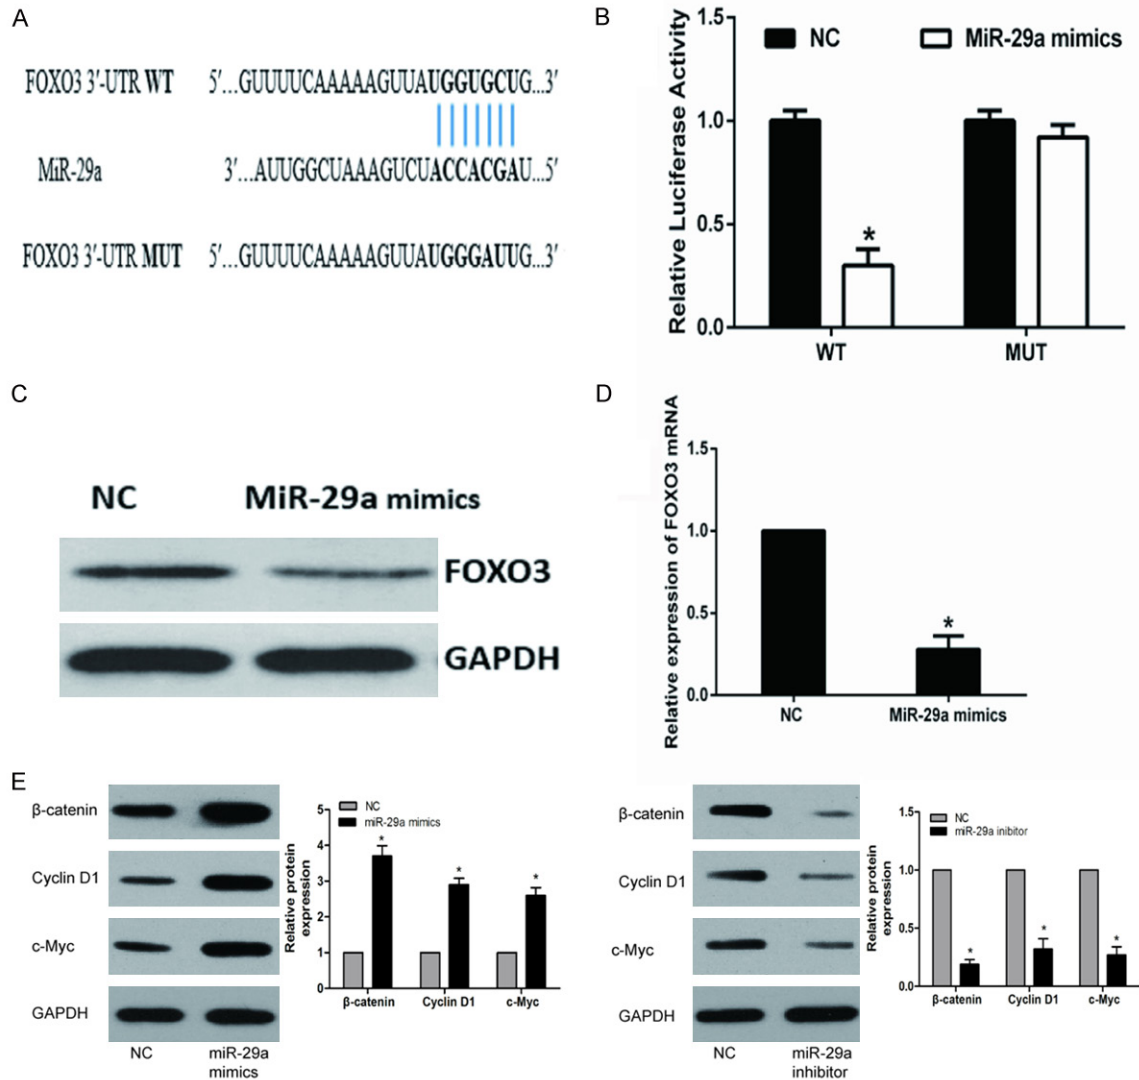 A
FOXO3 3'-UTR WT 5'...GUUUUCAAAAAGUUAUGGUGCUG...3'
MiR-29a 3'...AUUGGCUAAAGUCUACCACGAU...5'
FOXO3 3'-UTR MUT 5'...GUUUUCAAAAAGUUAUGGGAUUG...3'
B
Relative Luciferase Activity
1.5
1.0
0.5
0.0
NC
MiR-29a mimics
*
WT
MUT
C
NC MiR-29a mimics
FOXO3
GAPDH
D
Relative expression of FOXO3 mRNA
1.5
1.0
0.5
0.0
*
NC
MiR-29a mimics
E
β-catenin
Cyclin D1
c-Myc
GAPDH
NC
miR-29a
mimics
Relative protein
expression
5
4
3
2
1
0
NC
miR-29a mimics
*
*
*
β-catenin
Cyclin D1
c-Myc
β-catenin
Cyclin D1
c-Myc
GAPDH
NC
miR-29a
inhibitor
Relative protein
expression
1.5
1.0
0.5
0.0
NC
miR-29a inbitor
*
*
*
β-catenin
Cyclin D1
c-Myc